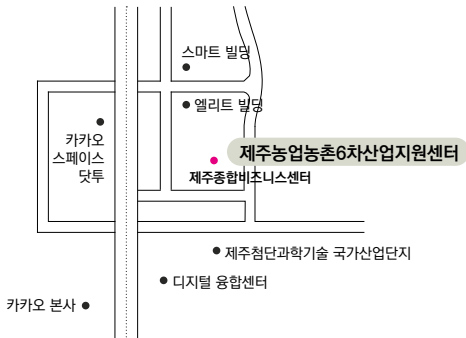 스마트 빌딩
엘리트 빌딩
카카오
스페이스
닷투
제주농업농촌6차산업지원센터
제주종합비즈니스센터
제주첨단과학기술 국가산업단지
디지털 융합센터
카카오 본사